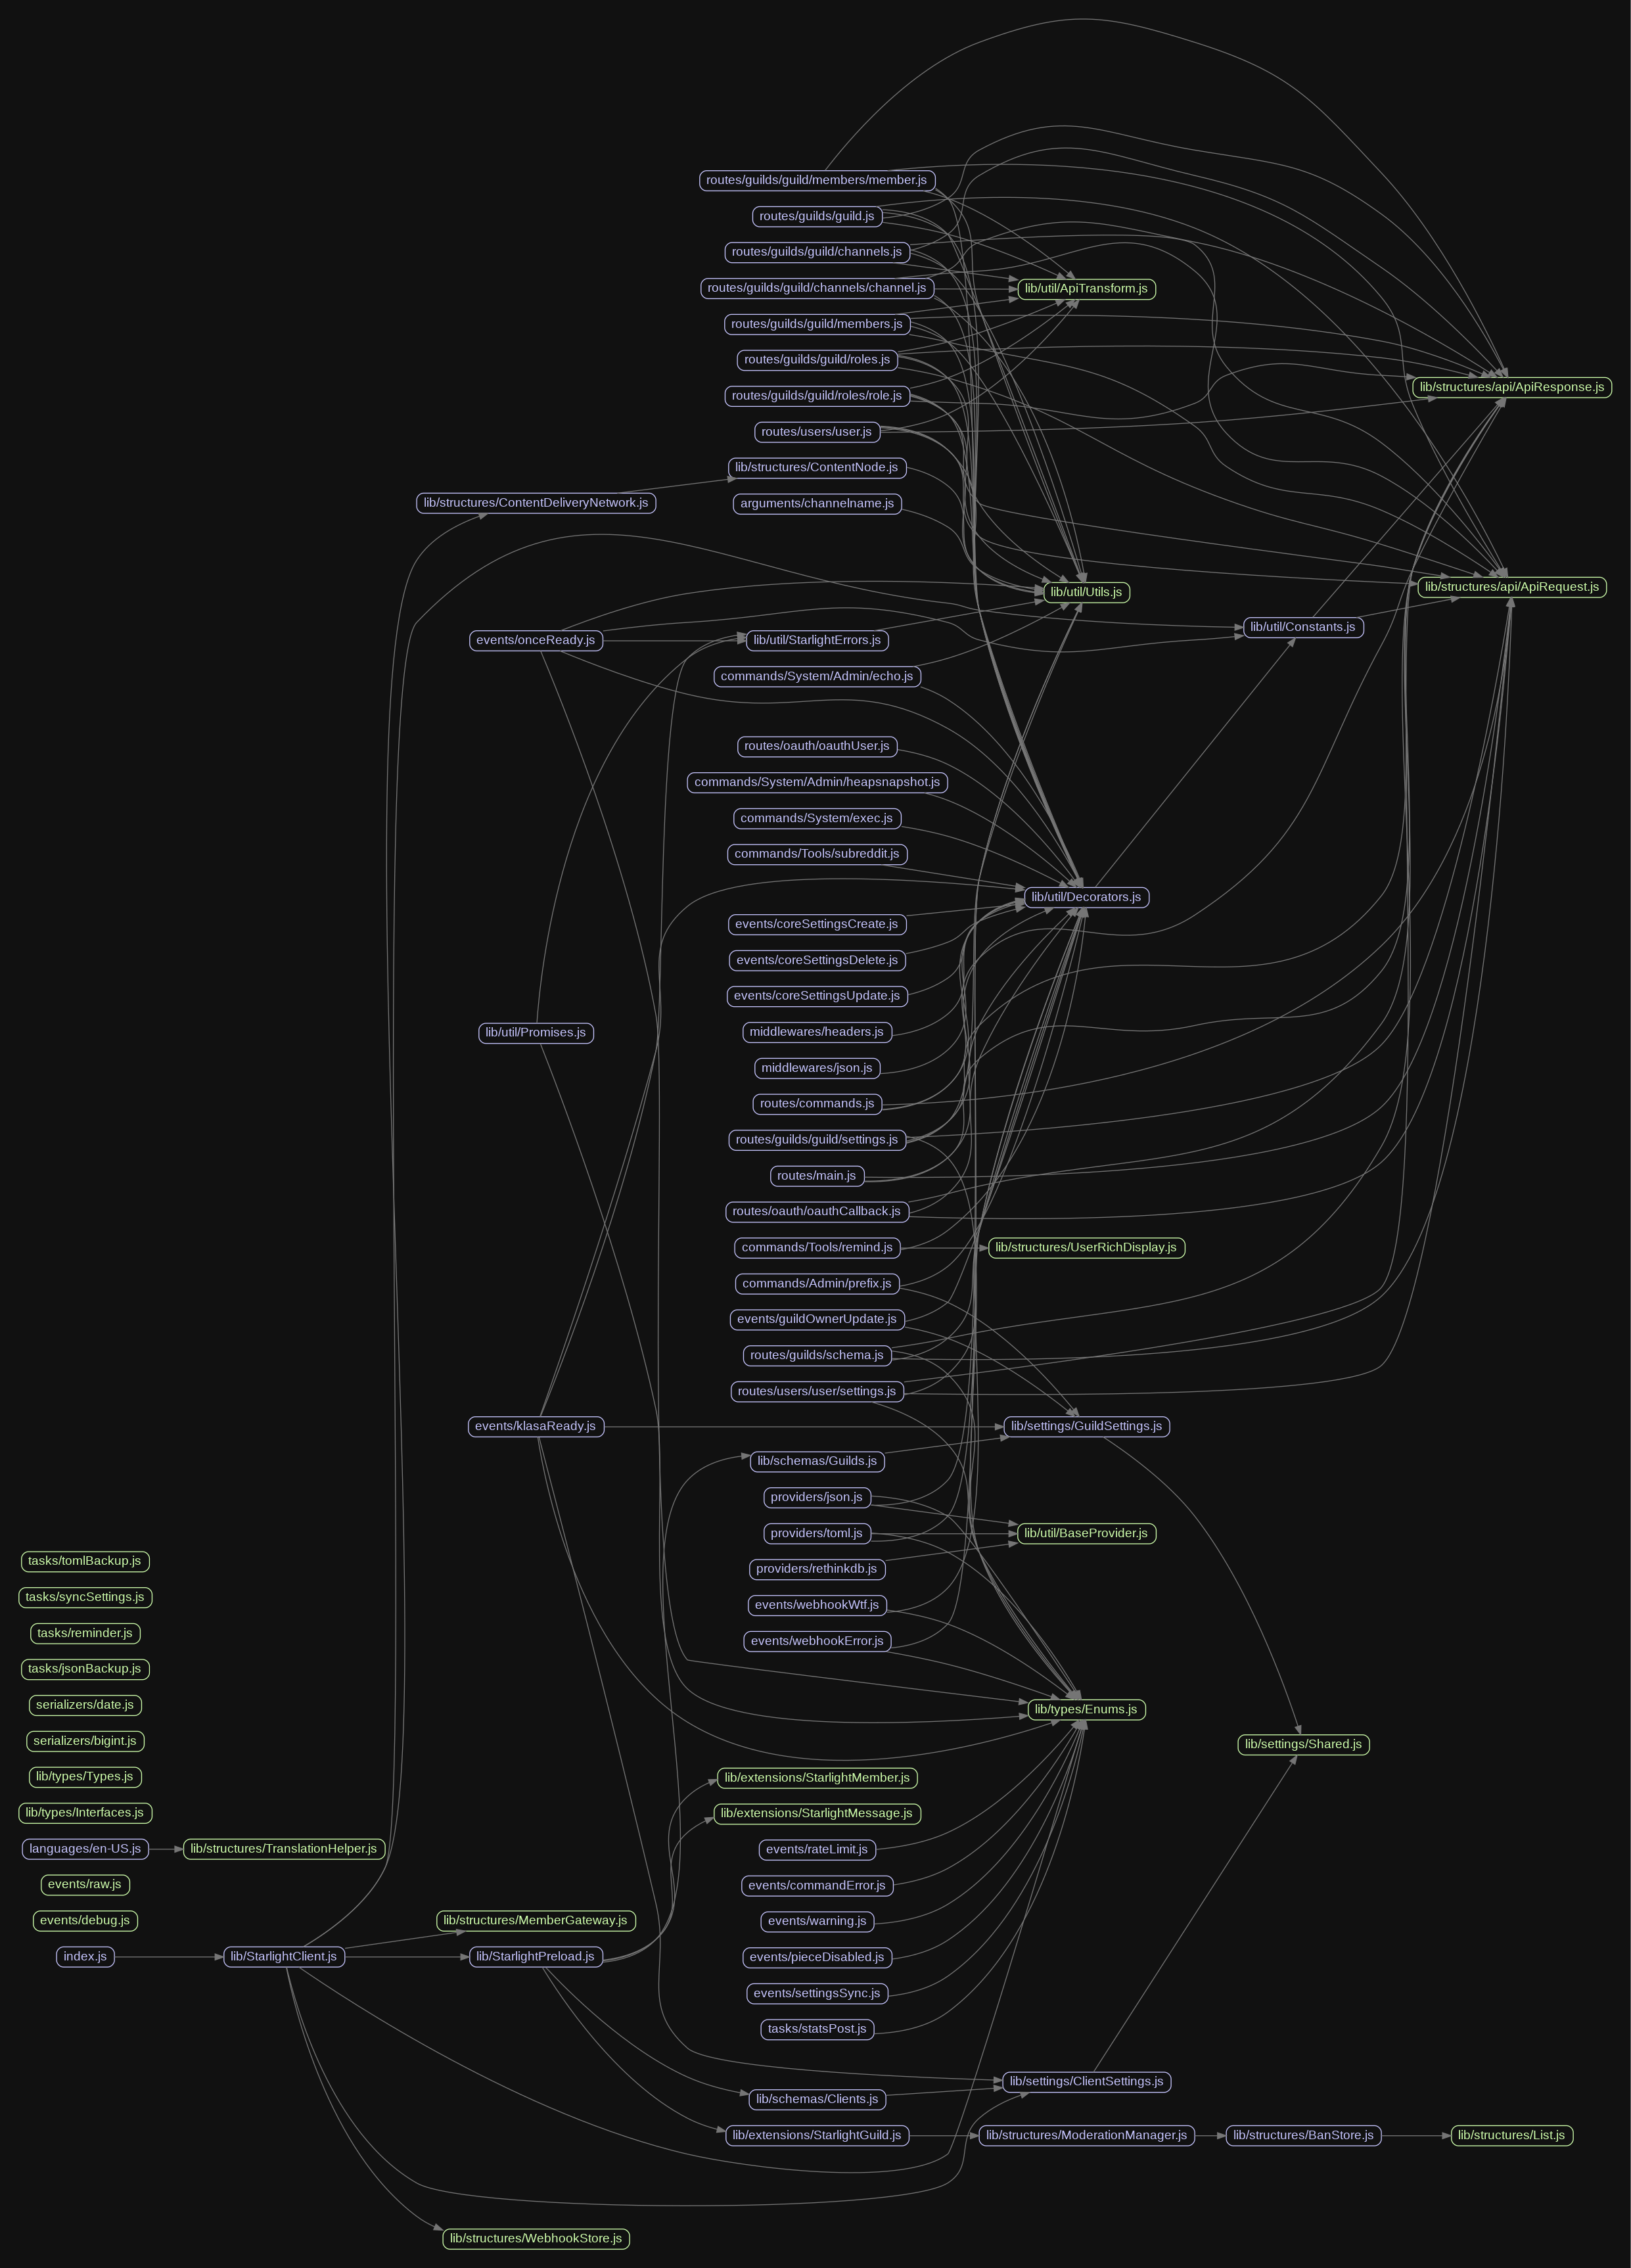 routes/guilds/guild/members/member.js
routes/guilds/guild.js
routes/guilds/guild/channels.js
routes/guilds/guild/channels/channel.js
lib/util/ApiTransform.js
routes/guilds/guild/members.js
routes/guilds/guild/roles.js
lib/structures/api/ApiResponse.js
routes/guilds/guild/roles/role.js
routes/users/user.js
lib/structures/ContentNode.js
lib/structures/ContentDeliveryNetwork.js
arguments/channelname.js
lib/structures/api/ApiRequest.js
lib/util/Utils.js
lib/util/Constants.js
events/onceReady.js
lib/util/StarlightErrors.js
commands/System/Admin/echo.js
routes/oauth/oauthUser.js
commands/System/Admin/heapsnapshot.js
commands/System/exec.js
commands/Tools/subreddit.js
lib/util/Decorators.js
events/coreSettingsCreate.js
events/coreSettingsDelete.js
events/coreSettingsUpdate.js
lib/util/Promises.js
middlewares/headers.js
middlewares/json.js
routes/commands.js
routes/guilds/guild/settings.js
routes/main.js
routes/oauth/oauthCallback.js
commands/Tools/remind.js
lib/structures/UserRichDisplay.js
commands/Admin/prefix.js
events/guildOwnerUpdate.js
routes/guilds/schema.js
routes/users/user/settings.js
events/klasaReady.js
lib/settings/GuildSettings.js
lib/schemas/Guilds.js
providers/json.js
providers/toml.js
lib/util/BaseProvider.js
tasks/tomlBackup.js
providers/rethinkdb.js
tasks/syncSettings.js
events/webhookWtf.js
tasks/reminder.js
events/webhookError.js
tasks/jsonBackup.js
serializers/date.js
lib/types/Enums.js
serializers/bigint.js
lib/settings/Shared.js
lib/types/Types.js
lib/extensions/StarlightMember.js
lib/types/Interfaces.js
lib/extensions/StarlightMessage.js
languages/en-US.js
lib/structures/TranslationHelper.js
events/rateLimit.js
events/raw.js
events/commandError.js
events/debug.js
lib/structures/MemberGateway.js
events/warning.js
index.js
lib/StarlightClient.js
lib/StarlightPreload.js
events/pieceDisabled.js
events/settingsSync.js
tasks/statsPost.js
lib/settings/ClientSettings.js
lib/schemas/Clients.js
lib/extensions/StarlightGuild.js
lib/structures/ModerationManager.js
lib/structures/BanStore.js
lib/structures/List.js
lib/structures/WebhookStore.js